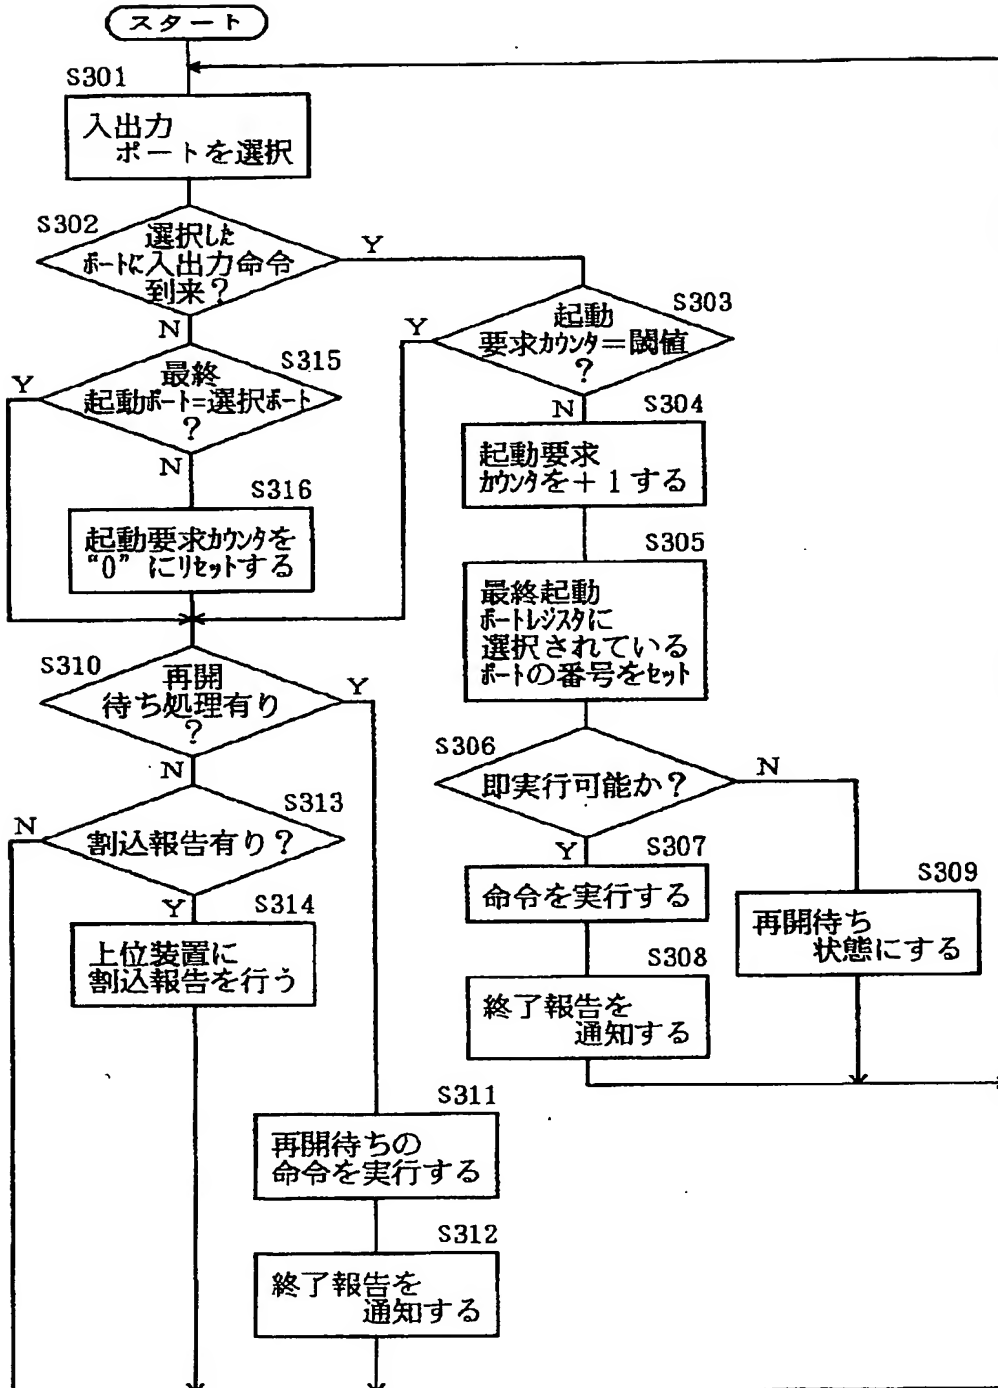 スタート
S301
入出力
ポートを選択
S302
選択した
ポートに入出力命令
到来？
Y
N
S303
起動
要求カウンタ＝閾値
？
Y
N
S315
最終
起動ポート=選択ポート
？
Y
N
S304
起動要求
カウンタを＋１する
S316
起動要求カウンタを
“0”にリセットする
S305
最終起動
ポートレジスタに
選択されている
ポートの番号をセット
S310
再開
待ち処理有り
？
Y
N
S306
即実行可能か？
N
Y
S313
割込報告有り？
N
Y
S307
命令を実行する
S309
再開待ち
状態にする
S314
上位装置に
割込報告を行う
S308
終了報告を
通知する
S311
再開待ちの
命令を実行する
S312
終了報告を
通知する